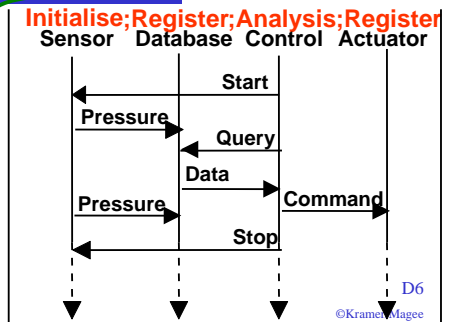 Initialise;Register;Analysis;Register
Sensor Database Control Actuator
Start
Pressure
Query
Data
Pressure
Command
Stop
D6
©Kramer/Magee